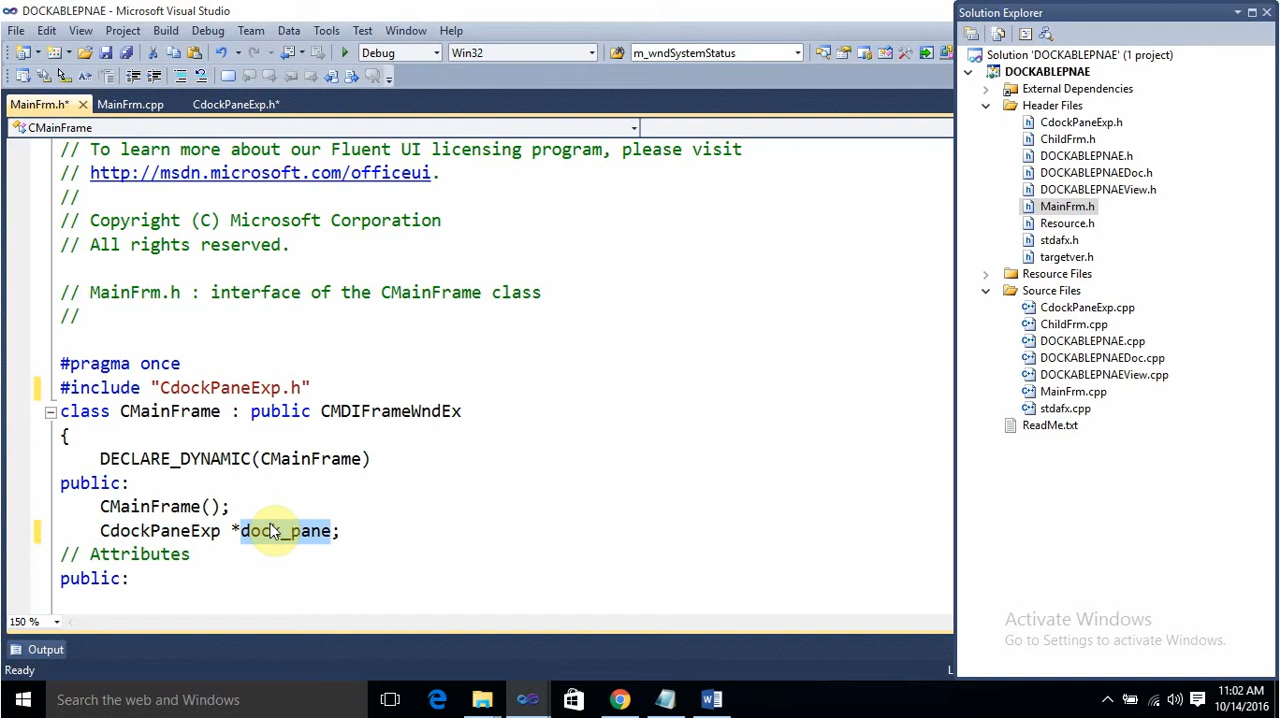 DOCKABLEPNAE - Microsoft Visual Studio
File Edit View Project Build Debug Team Data Tools Test Window Help
Debug Win32 m_wndSystemStatus
MainFrm.h* MainFrm.cpp CdockPaneExp.h*
CMainFrame
// To learn more about our Fluent UI licensing program, please visit
// http://msdn.microsoft.com/officeui.
//
// Copyright (C) Microsoft Corporation
// All rights reserved.
// MainFrm.h : interface of the CMainFrame class
//
#pragma once
#include "CdockPaneExp.h"
class CMainFrame : public CMDIFrameWndEx
{
DECLARE_DYNAMIC(CMainFrame)
public:
CMainFrame();
CdockPaneExp *dock_pane;
// Attributes
public:
150 %
Output
Ready L
Solution Explorer
Solution 'DOCKABLEPNAE' (1 project)
DOCKABLEPNAE
External Dependencies
Header Files
CdockPaneExp.h
ChildFrm.h
DOCKABLEPNAE.h
DOCKABLEPNAEDoc.h
DOCKABLEPNAEView.h
MainFrm.h
Resource.h
stdafx.h
targetver.h
Resource Files
Source Files
CdockPaneExp.cpp
ChildFrm.cpp
DOCKABLEPNAE.cpp
DOCKABLEPNAEDoc.cpp
DOCKABLEPNAEView.cpp
MainFrm.cpp
stdafx.cpp
ReadMe.txt
Activate Windows
Go to Settings to activate Windows.
Search the web and Windows
11:02 AM
10/14/2016